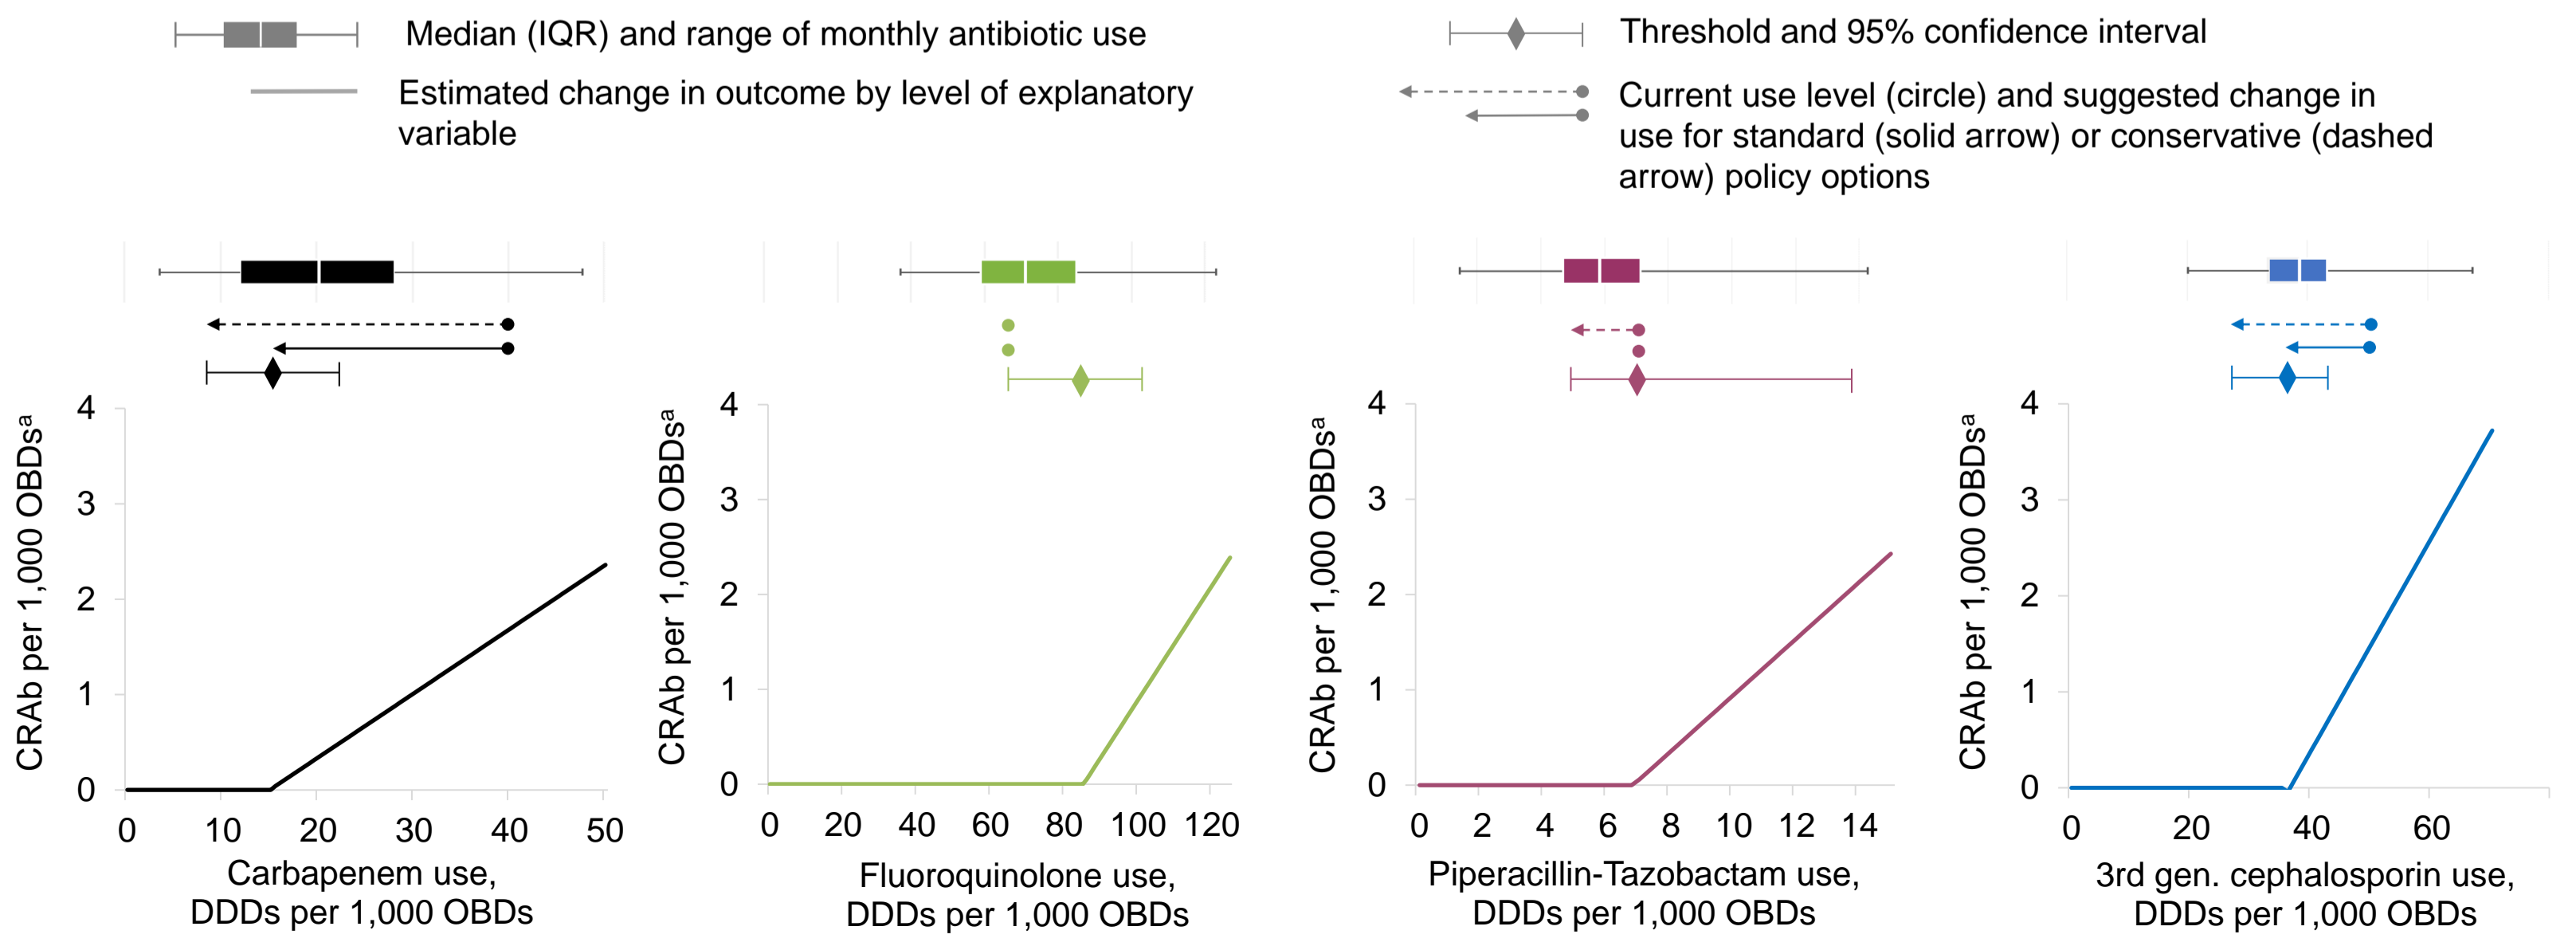 Median (IQR) and range of monthly antibiotic use
Estimated change in outcome by level of explanatory
variable
Threshold and 95% confidence interval
Current use level (circle) and suggested change in
use for standard (solid arrow) or conservative (dashed
arrow) policy options
CRAb per 1,000 OBDsᵃ
4
3
2
1
0
0 10 20 30 40 50
Carbapenem use,
DDDs per 1,000 OBDs
CRAb per 1,000 OBDsᵃ
4
3
2
1
0
0 20 40 60 80 100 120
Fluoroquinolone use,
DDDs per 1,000 OBDs
CRAb per 1,000 OBDsᵃ
4
3
2
1
0
0 2 4 6 8 10 12 14
Piperacillin-Tazobactam use,
DDDs per 1,000 OBDs
CRAb per 1,000 OBDsᵃ
4
3
2
1
0
0 20 40 60
3rd gen. cephalosporin use,
DDDs per 1,000 OBDs